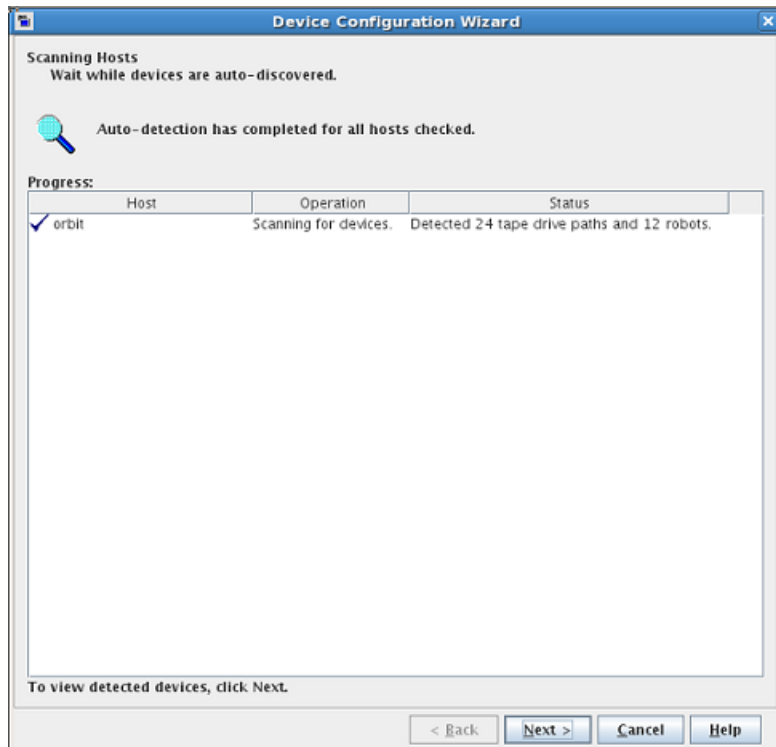 Device Configuration Wizard
Scanning Hosts
Wait while devices are auto-discovered.
Auto-detection has completed for all hosts checked.
Progress:
Host Operation Status
orbit Scanning for devices. Detected 24 tape drive paths and 12 robots.
To view detected devices, click Next.
< Back Next > Cancel Help